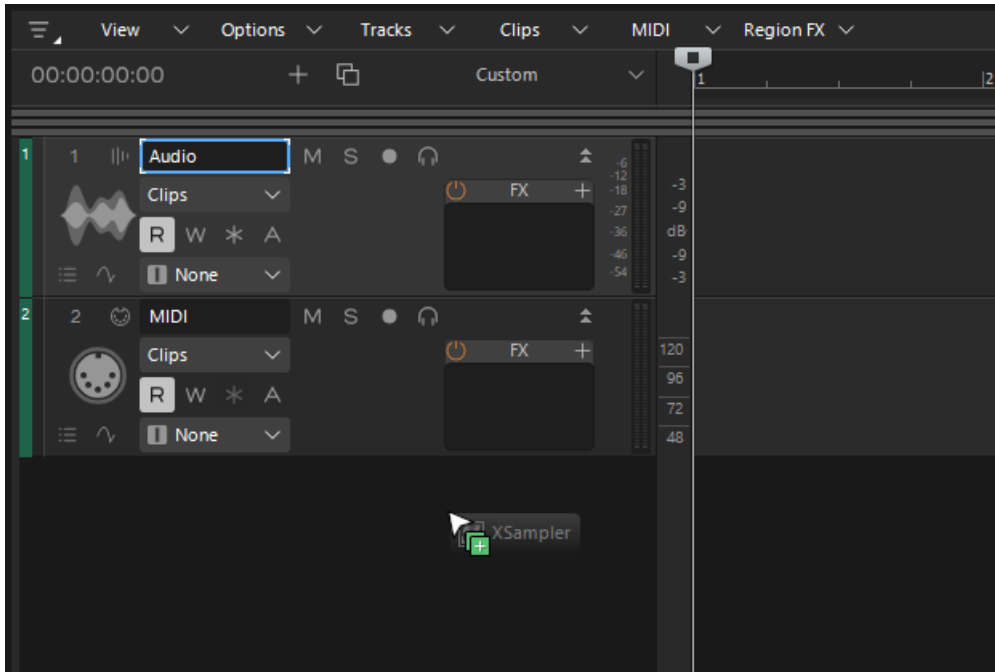 View Options Tracks Clips MIDI Region FX
00:00:00:00 Custom 1 2
1 1 Audio M S
-6
-12
Clips FX -18 -3
-27 -9
R W A -36 dB
-46 -9
None -54 -3
2 2 MIDI M S
Clips FX 120
R W A 96
72
None 48
XSampler